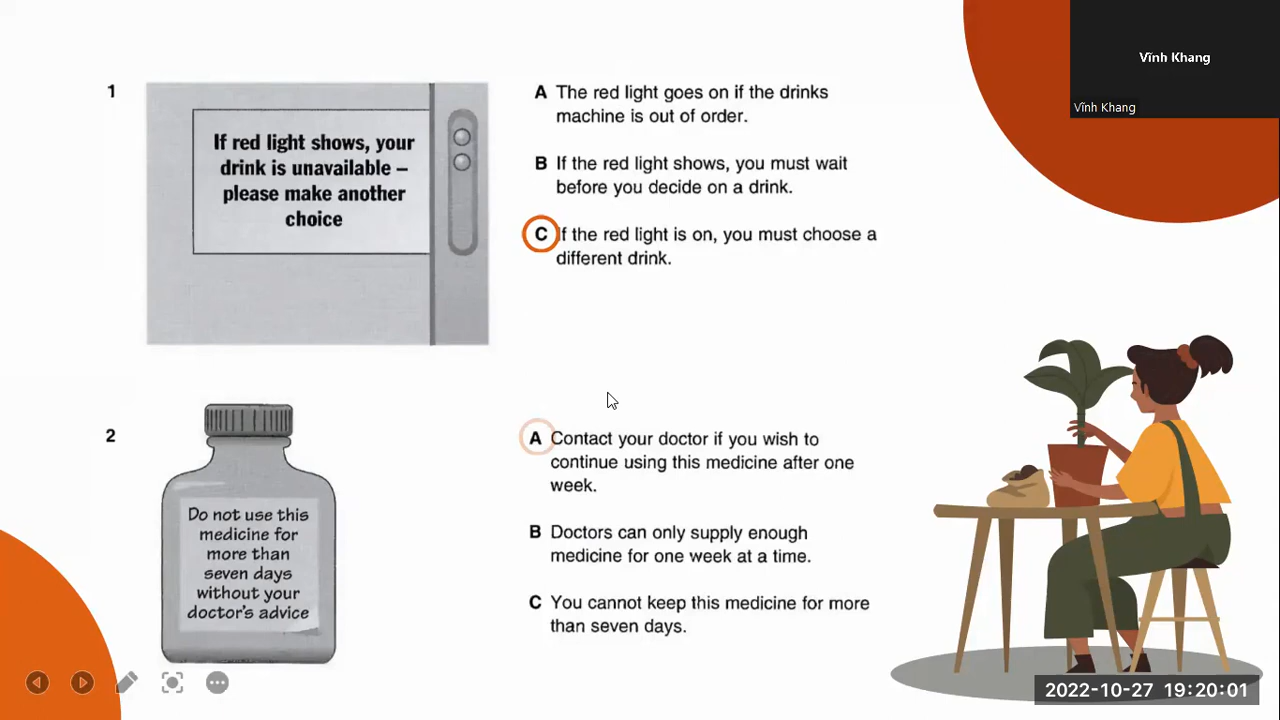 Vĩnh Khang
Vĩnh Khang
1
If red light shows, your
drink is unavailable –
please make another
choice
A The red light goes on if the drinks
machine is out of order.
B If the red light shows, you must wait
before you decide on a drink.
C If the red light is on, you must choose a
different drink.
2
Do not use this
medicine for
more than
seven days
without your
doctor's advice
A Contact your doctor if you wish to
continue using this medicine after one
week.
B Doctors can only supply enough
medicine for one week at a time.
C You cannot keep this medicine for more
than seven days.
2022-10-27 19:20:01